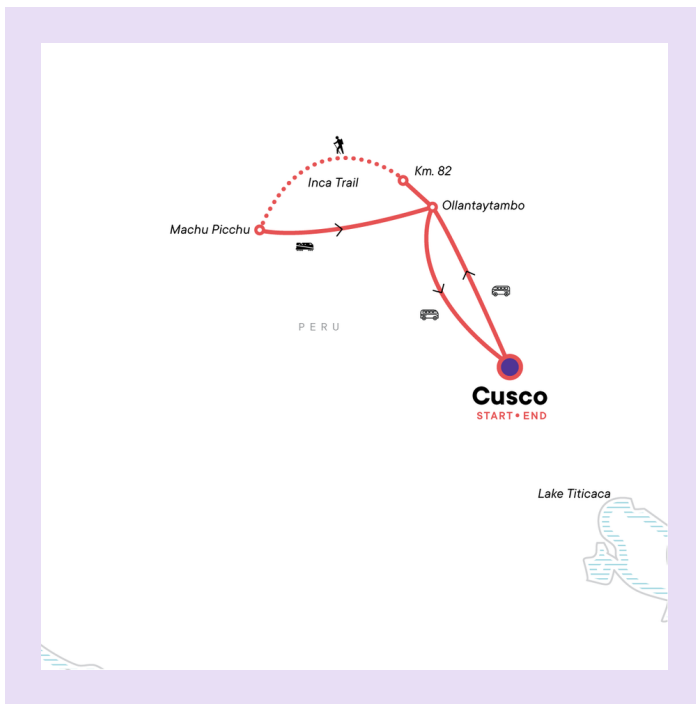 Km. 82
Inca Trail
Ollantaytambo
Machu Picchu
PERU
Cusco
START•END
Lake Titicaca